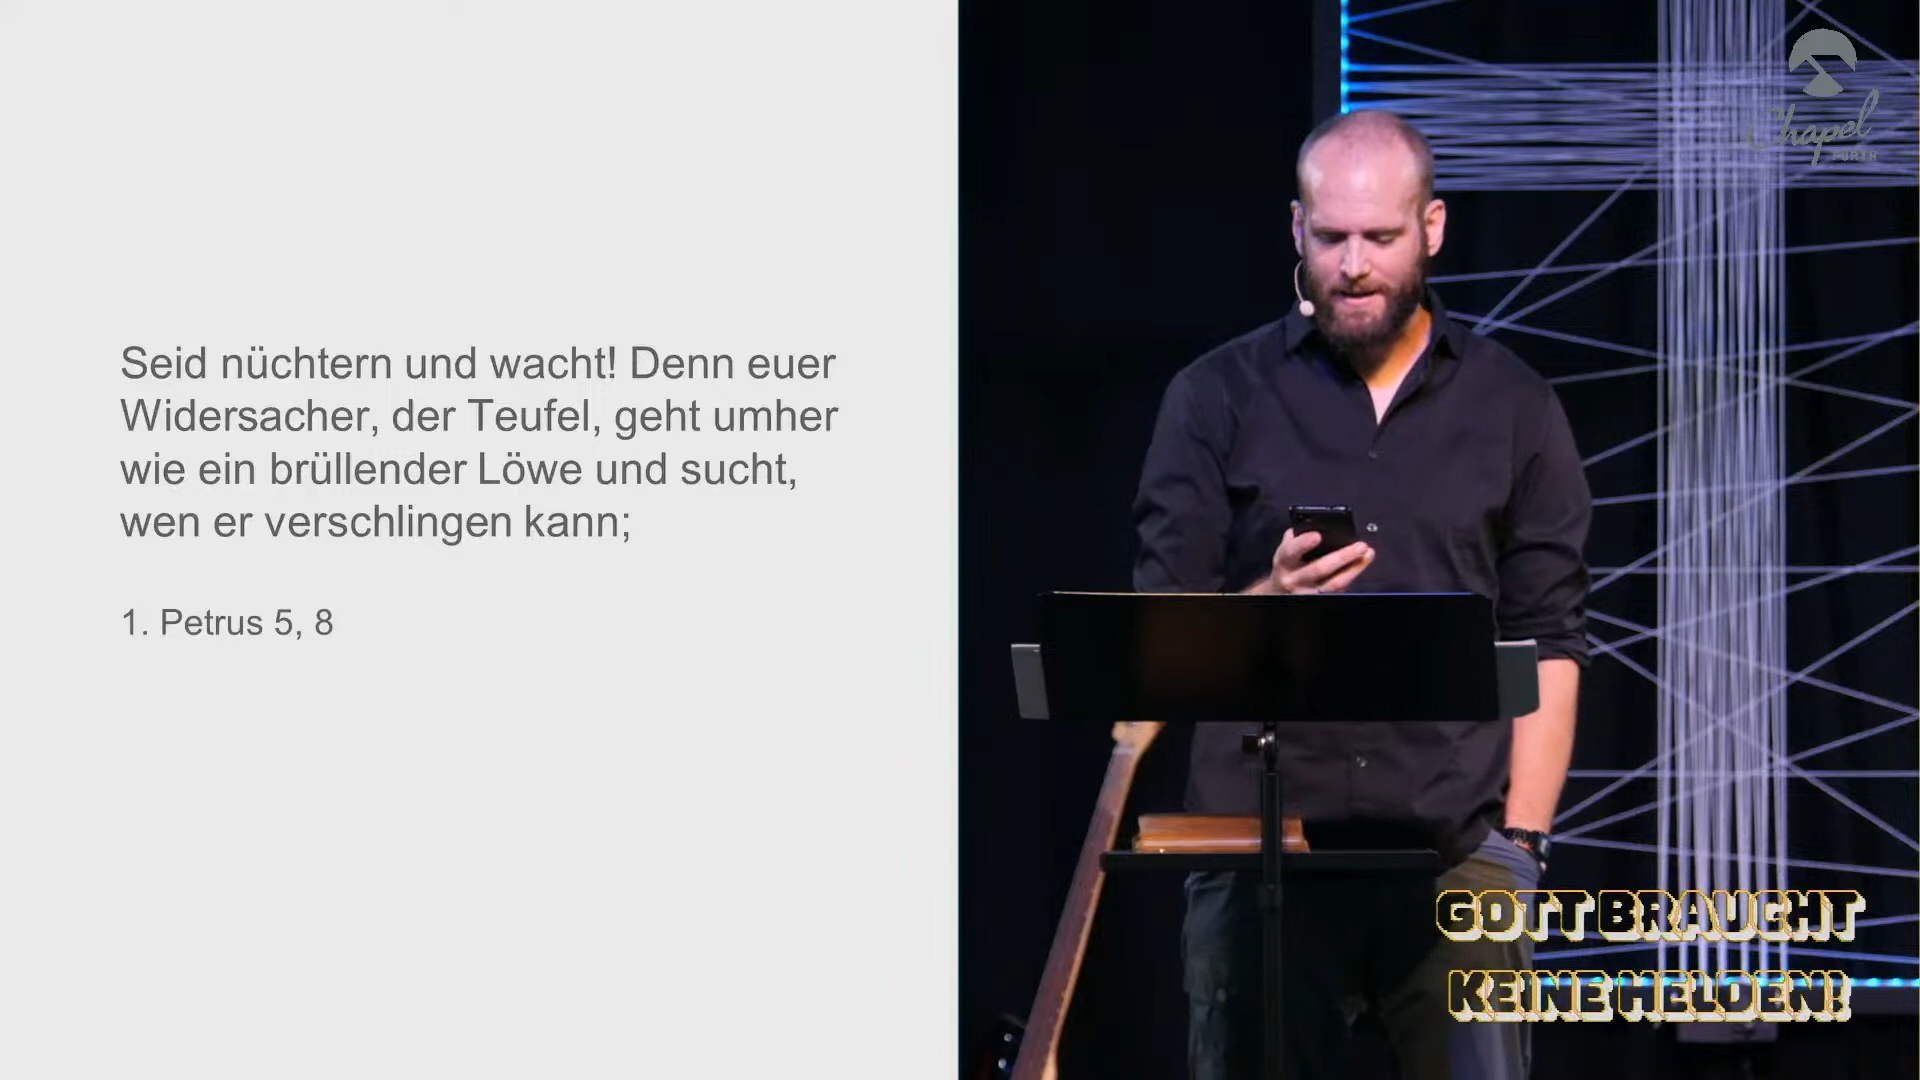 Seid nüchtern und wacht! Denn euer
Widersacher, der Teufel, geht umher
wie ein brüllender Löwe und sucht,
wen er verschlingen kann;
1. Petrus 5, 8
Chapel
FÜRTH
GOTT BRAUCHT
KEINE HELDEN!